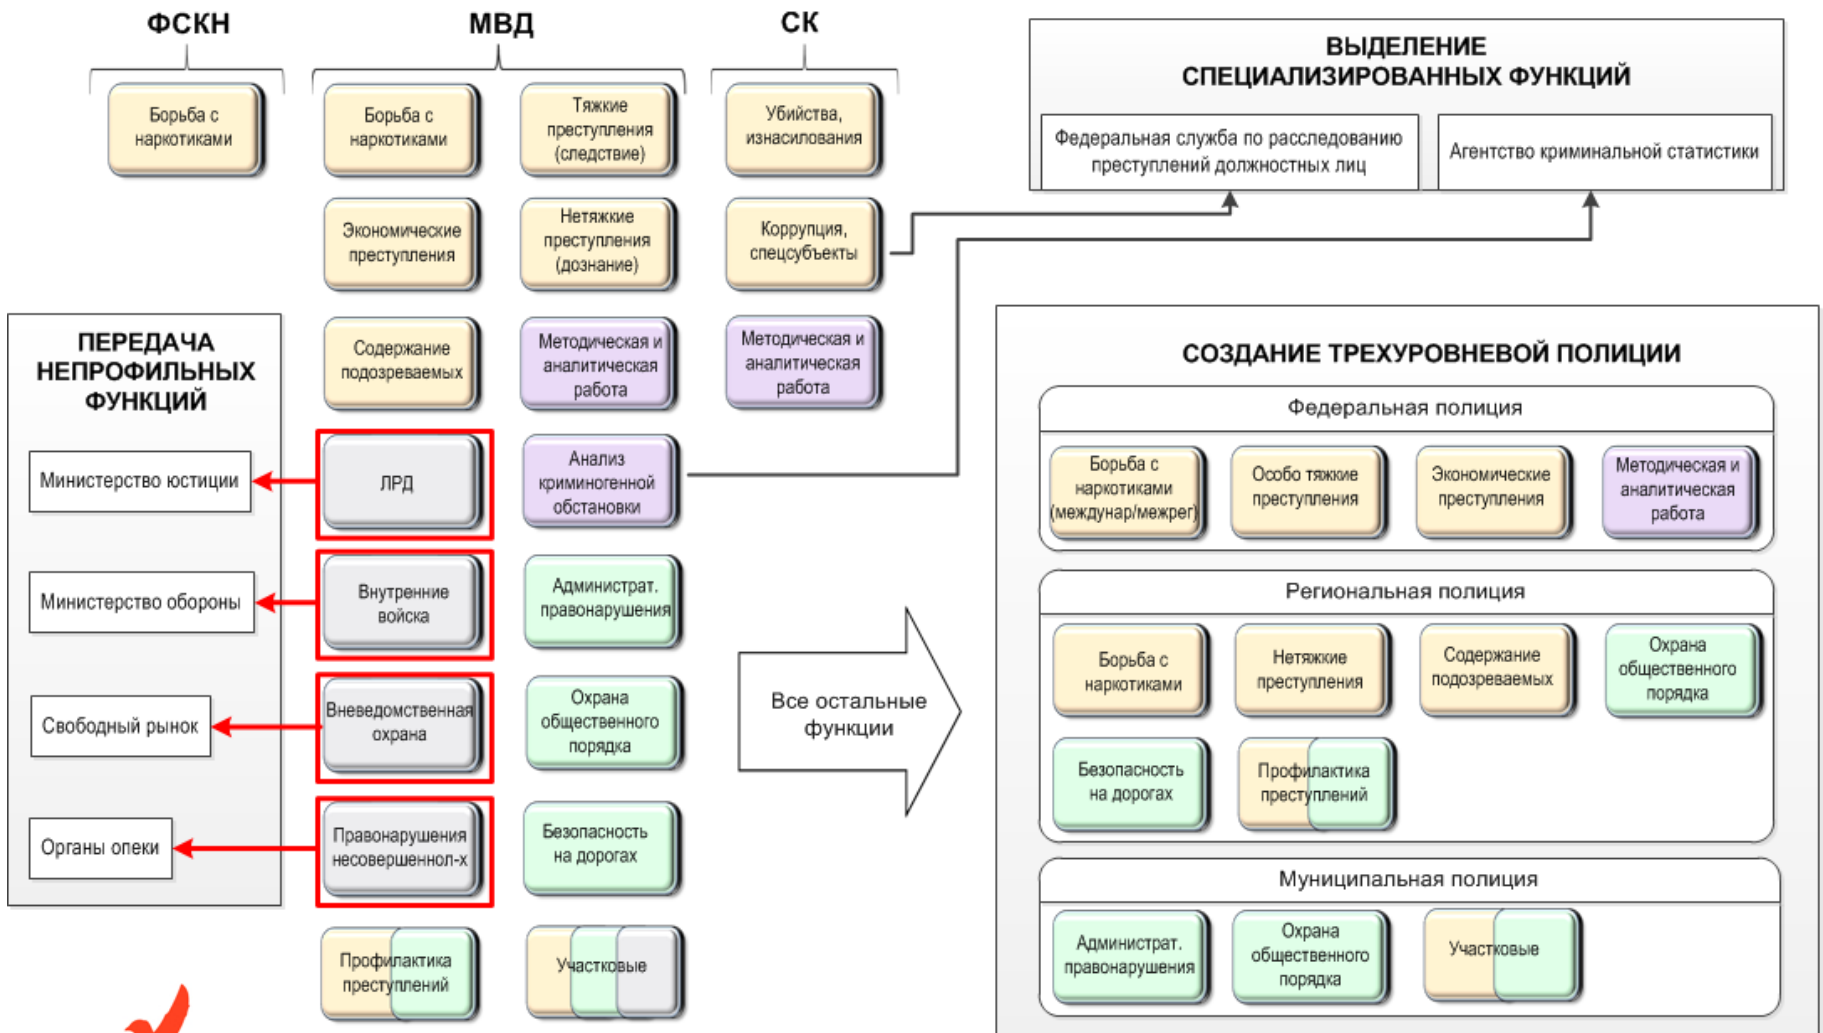 ФСКН
МВД
СК
Борьба с
наркотиками
Борьба с
наркотиками
Тяжкие
преступления
(следствие)
Убийства,
изнасилования
Экономические
преступления
Нетяжкие
преступления
(дознание)
Коррупция,
спецсубъекты
Содержание
подозреваемых
Методическая и
аналитическая
работа
Методическая и
аналитическая
работа
ЛРД
Анализ
криминогенной
обстановки
Внутренние
войска
Администрат.
правонарушения
Вневедомственная
охрана
Охрана
общественного
порядка
Правонарушения
несовершеннол-х
Безопасность
на дорогах
Профилактика
преступлений
Участковые
ПЕРЕДАЧА
НЕПРОФИЛЬНЫХ
ФУНКЦИЙ
Министерство юстиции
Министерство обороны
Свободный рынок
Органы опеки
Все остальные
функции
ВЫДЕЛЕНИЕ
СПЕЦИАЛИЗИРОВАННЫХ ФУНКЦИЙ
Федеральная служба по расследованию
преступлений должностных лиц
Агентство криминальной статистики
СОЗДАНИЕ ТРЕХУРОВНЕВОЙ ПОЛИЦИИ
Федеральная полиция
Борьба с
наркотиками
(междунар/межрег)
Особо тяжкие
преступления
Экономические
преступления
Методическая и
аналитическая
работа
Региональная полиция
Борьба с
наркотиками
Нетяжкие
преступления
Содержание
подозреваемых
Охрана
общественного
порядка
Безопасность
на дорогах
Профилактика
преступлений
Муниципальная полиция
Администрат.
правонарушения
Охрана
общественного
порядка
Участковые